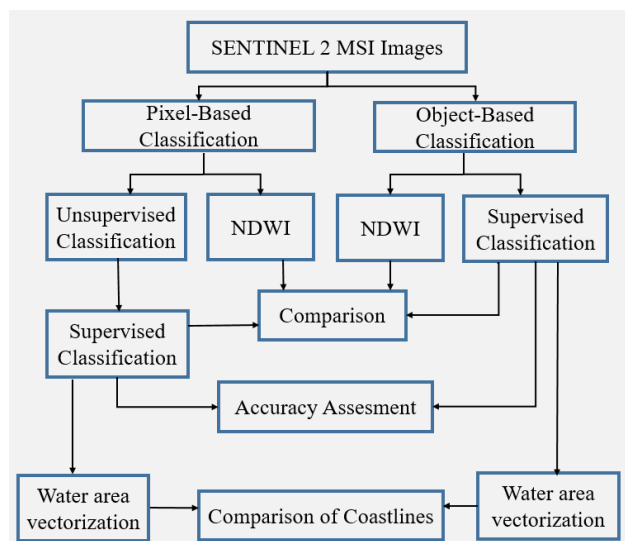 SENTINEL 2 MSI Images
Pixel-Based
Classification
Object-Based
Classification
Unsupervised
Classification
NDWI
NDWI
Supervised
Classification
Comparison
Supervised
Classification
Accuracy Assesment
Water area
vectorization
Comparison of Coastlines
Water area
vectorization